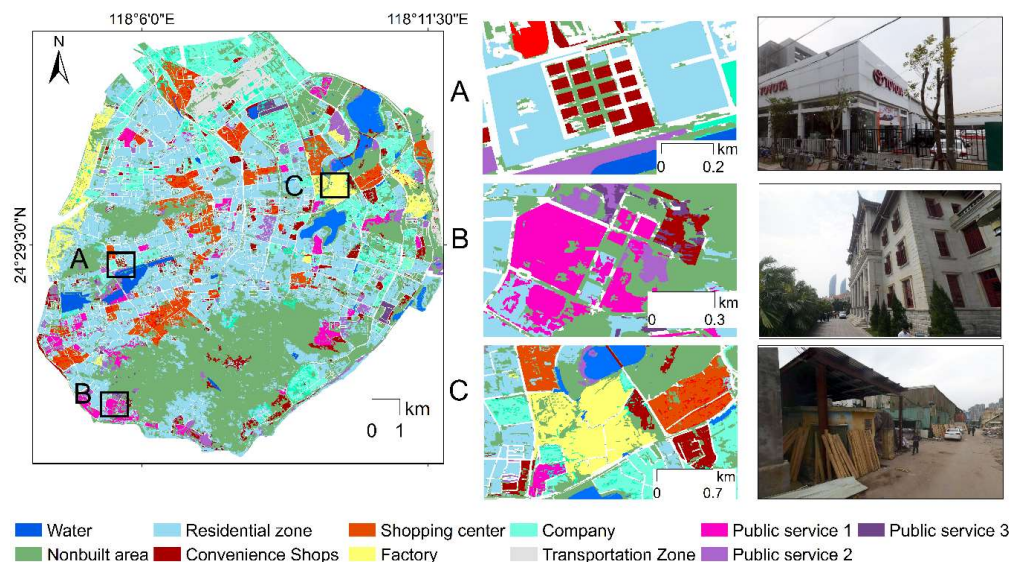 118°6'0"E
118°11'30"E
N
24°29'30"N
A
B
C
km
0 1
A
km
0 0.2
TOYOTA
TOYOTA
B
km
0 0.3
C
km
0 0.7
Water
Residential zone
Shopping center
Company
Public service 1
Public service 3
Nonbuilt area
Convenience Shops
Factory
Transportation Zone
Public service 2